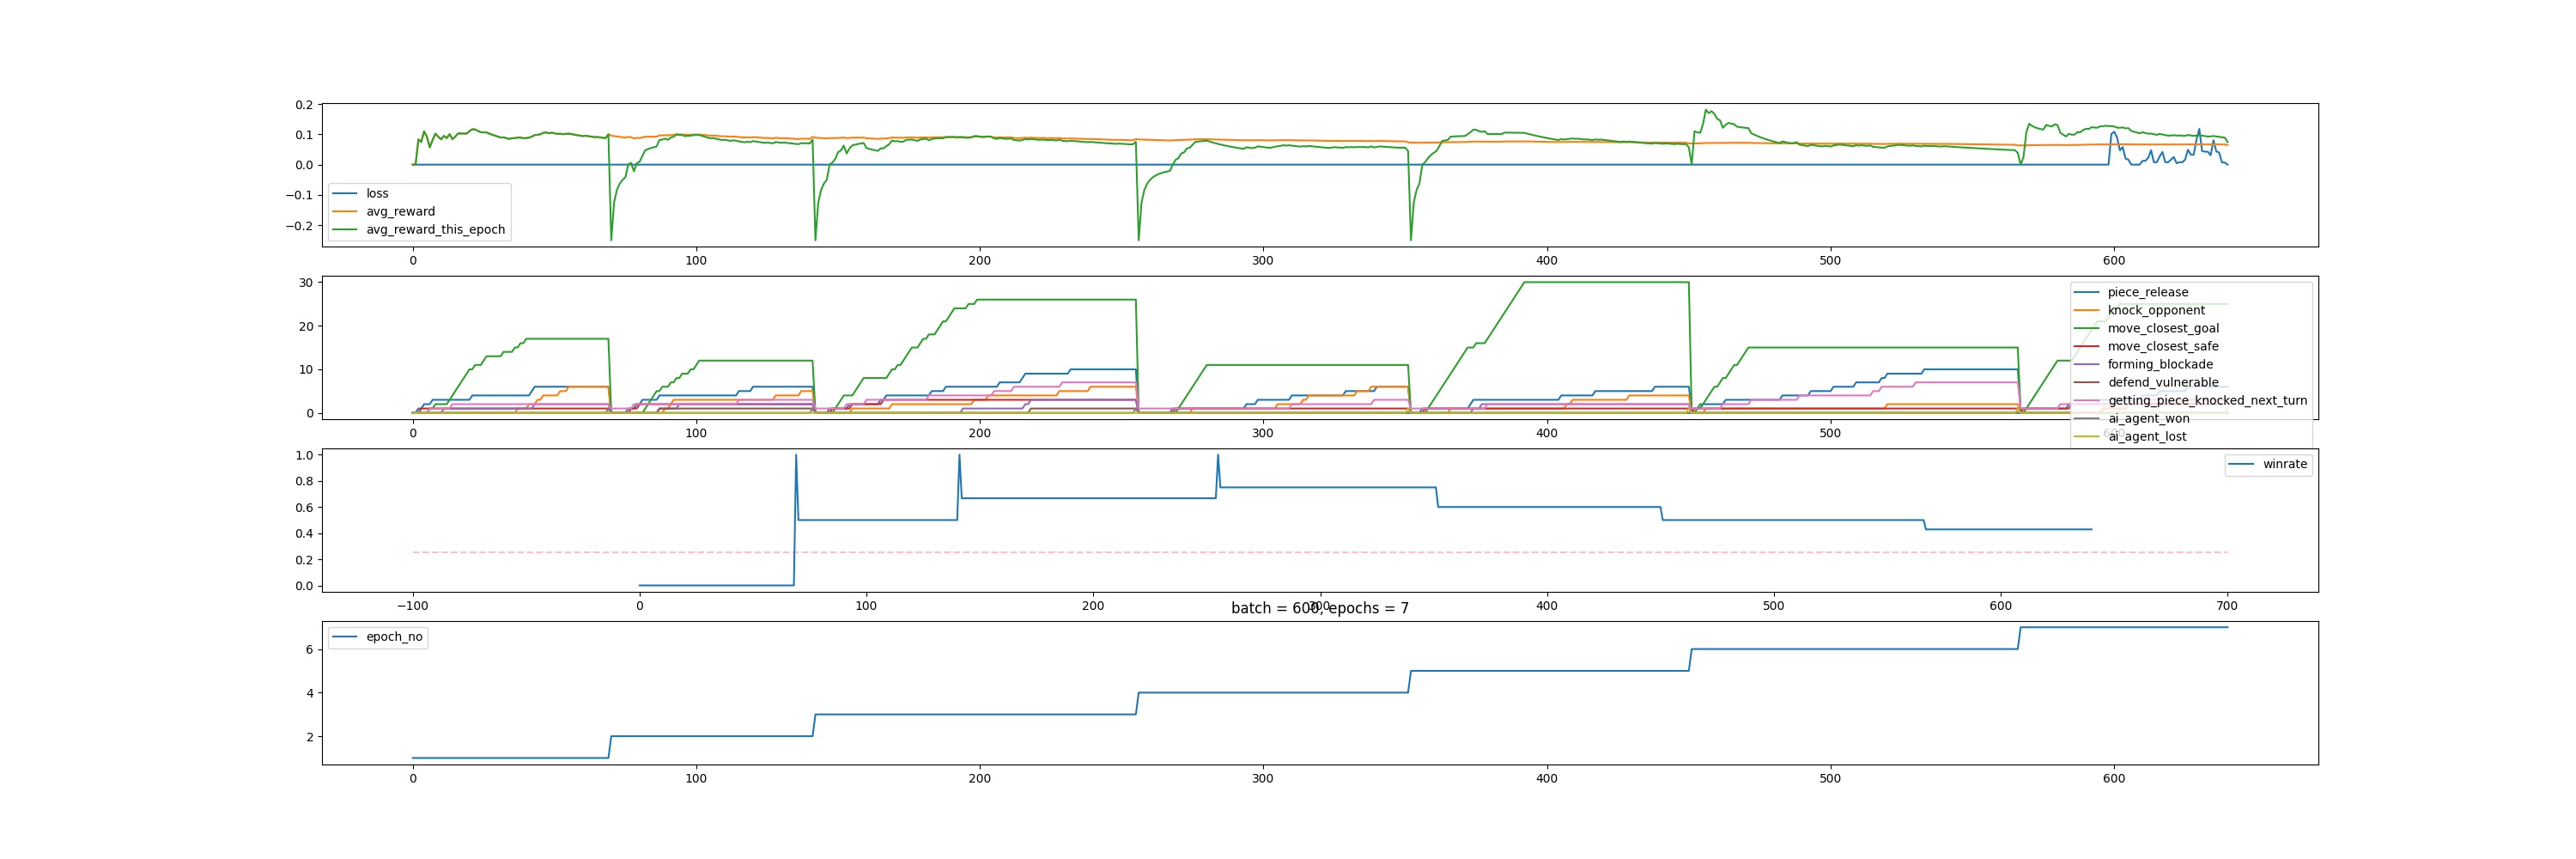 0.2
0.1
0.0
−0.1
−0.2
loss
avg_reward
avg_reward_this_epoch
0 100 200 300 400 500 600
30
20
10
0
piece_release
knock_opponent
move_closest_goal
move_closest_safe
forming_blockade
defend_vulnerable
getting_piece_knocked_next_turn
ai_agent_won
ai_agent_lost
0 100 200 300 400 500 600
1.0
0.8
0.6
0.4
0.2
0.0
winrate
−100 0 100 200 300 400 500 600 700
batch = 600, epochs = 7
6
4
2
epoch_no
0 100 200 300 400 500 600